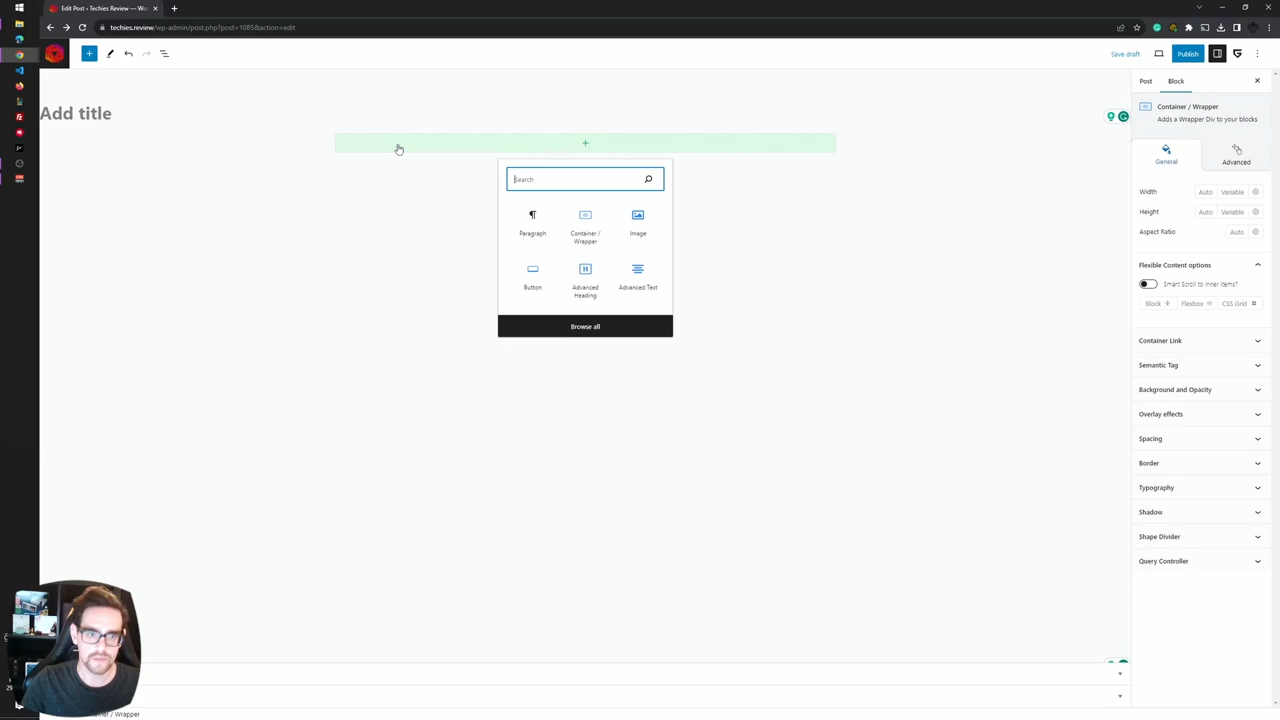 Edit Post ‹ Techies Review — Wo
techies.review/wp-admin/post.php?post=1085&action=edit
Save draft
Publish
Post
Block
Add title
Container / Wrapper
Adds a Wrapper Div to your blocks
General
Advanced
Search
Width
Auto
Variable
Height
Auto
Variable
Aspect Ratio
Auto
Paragraph
Container /
Wrapper
Image
Flexible Content options
Smart Scroll to Inner Items?
Button
Advanced
Heading
Advanced Text
Block
Flexbox
CSS Grid
Browse all
Container Link
Semantic Tag
Background and Opacity
Overlay effects
Spacing
Border
Typography
Shadow
Shape Divider
Query Controller
29
/ Wrapper